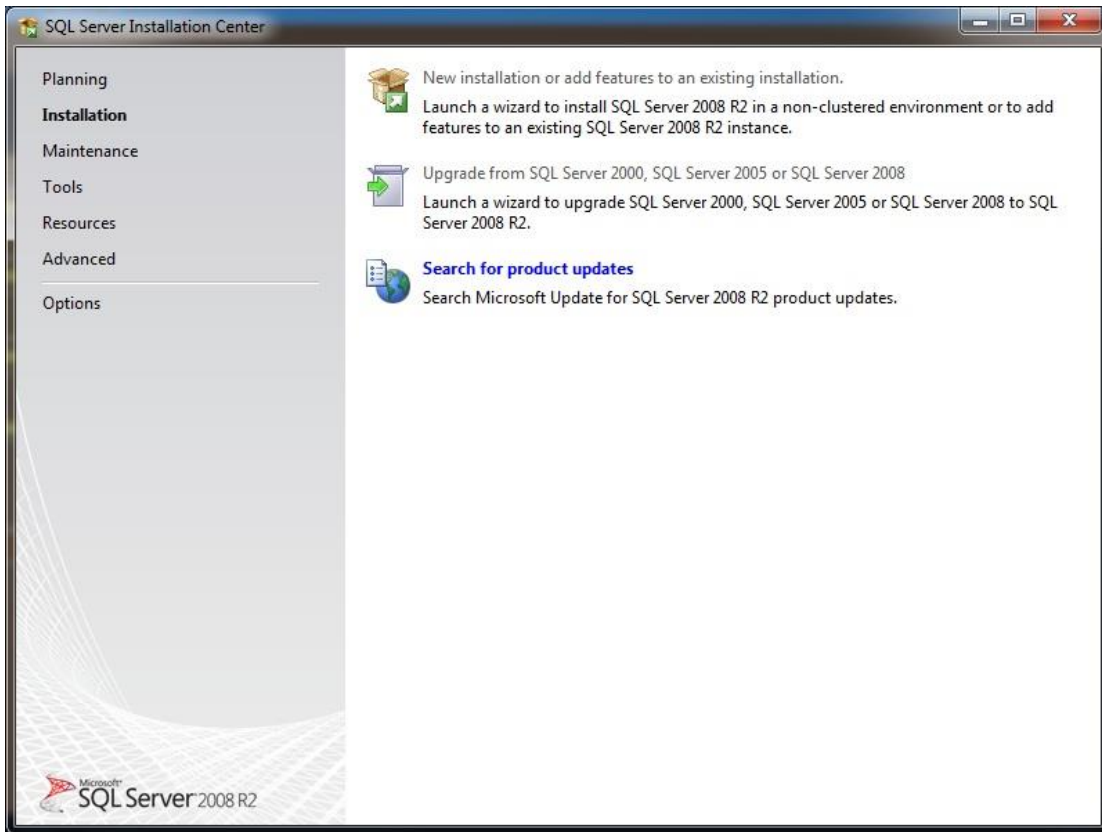 SQL Server Installation Center
Planning
Installation
Maintenance
Tools
Resources
Advanced
Options
New installation or add features to an existing installation.
Launch a wizard to install SQL Server 2008 R2 in a non-clustered environment or to add
features to an existing SQL Server 2008 R2 instance.
Upgrade from SQL Server 2000, SQL Server 2005 or SQL Server 2008
Launch a wizard to upgrade SQL Server 2000, SQL Server 2005 or SQL Server 2008 to SQL
Server 2008 R2.
Search for product updates
Search Microsoft Update for SQL Server 2008 R2 product updates.
Microsoft
SQL Server 2008 R2